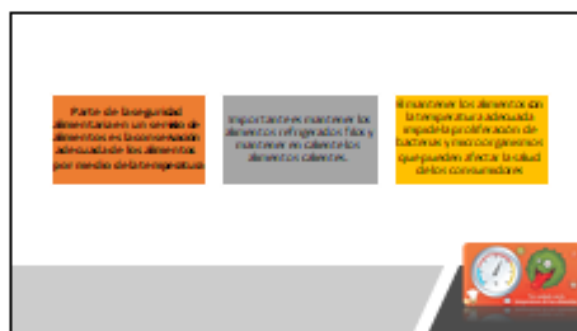 Parte de la seguridad
alimentaria en un servicio de
alimentos es la conservación
adecuada de los alimentos
por medio de la temperatura
Importante es mantener los
alimentos refrigerados fríos y
mantener en caliente los
alimentos calientes.
El mantener los alimentos con
la temperatura adecuada
impide la proliferación de
bacterias y microorganismos
que pueden afectar la salud
de los consumidores